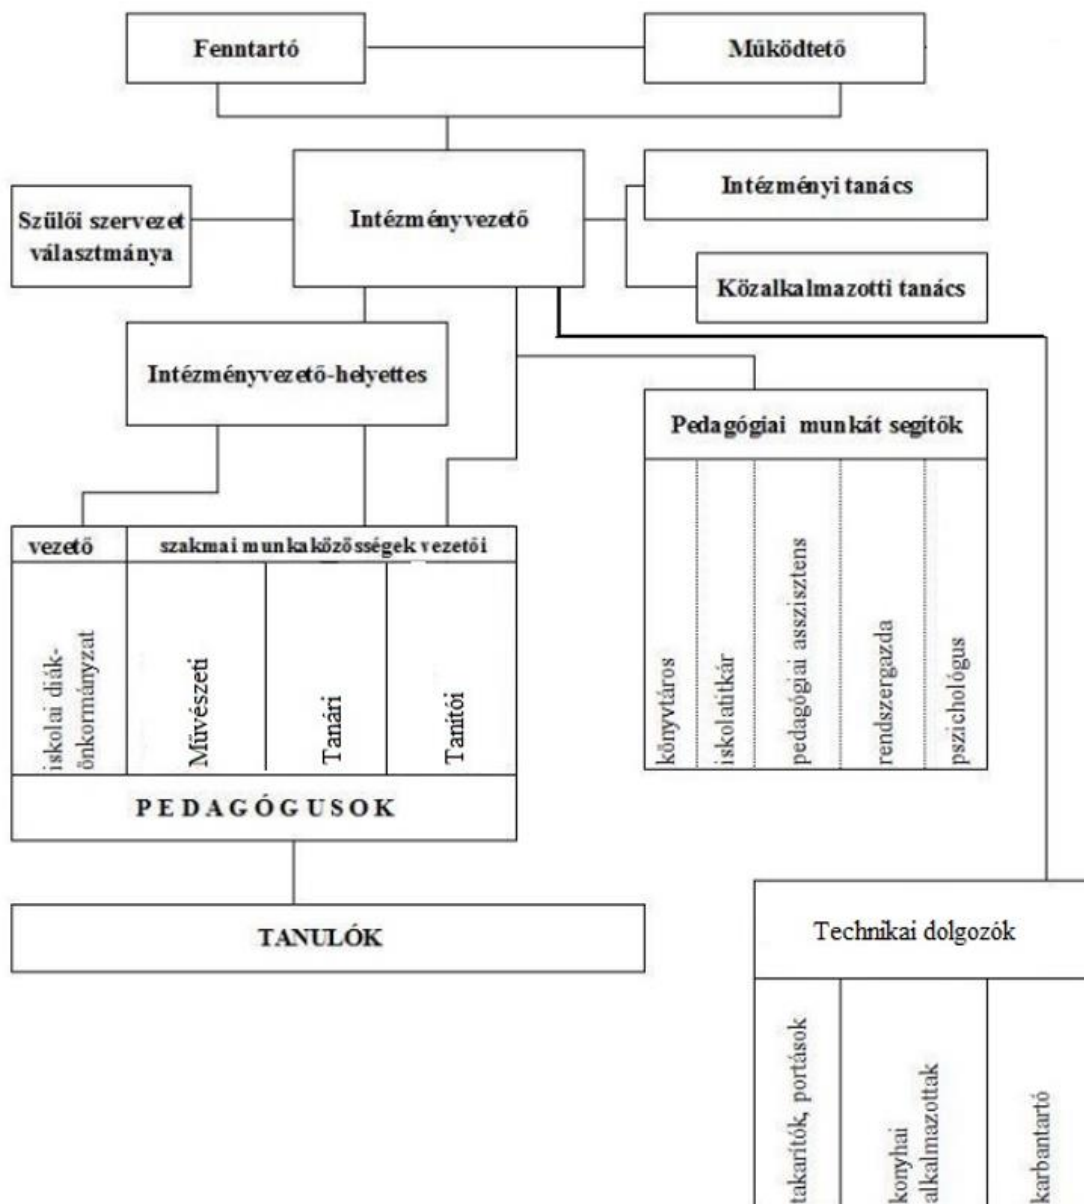 Fenntartó
Működtető
Intézményi tanács
Szülői szervezet
választmánya
Intézményvezető
Közalkalmazotti tanács
Intézményvezető-helyettes
Pedagógiai munkát segítők
vezető
szakmai munkaközösségek vezetői
iskolai diák-
önkormányzat
Művészeti
Tanári
Tanítói
könyvtáros
iskolatitkár
pedagógiai asszisztens
rendszergazda
pszichológus
PEDAGÓGUSOK
TANULÓK
Technikai dolgozók
takarítók, portások
konyhai
alkalmazottak
karbantartó